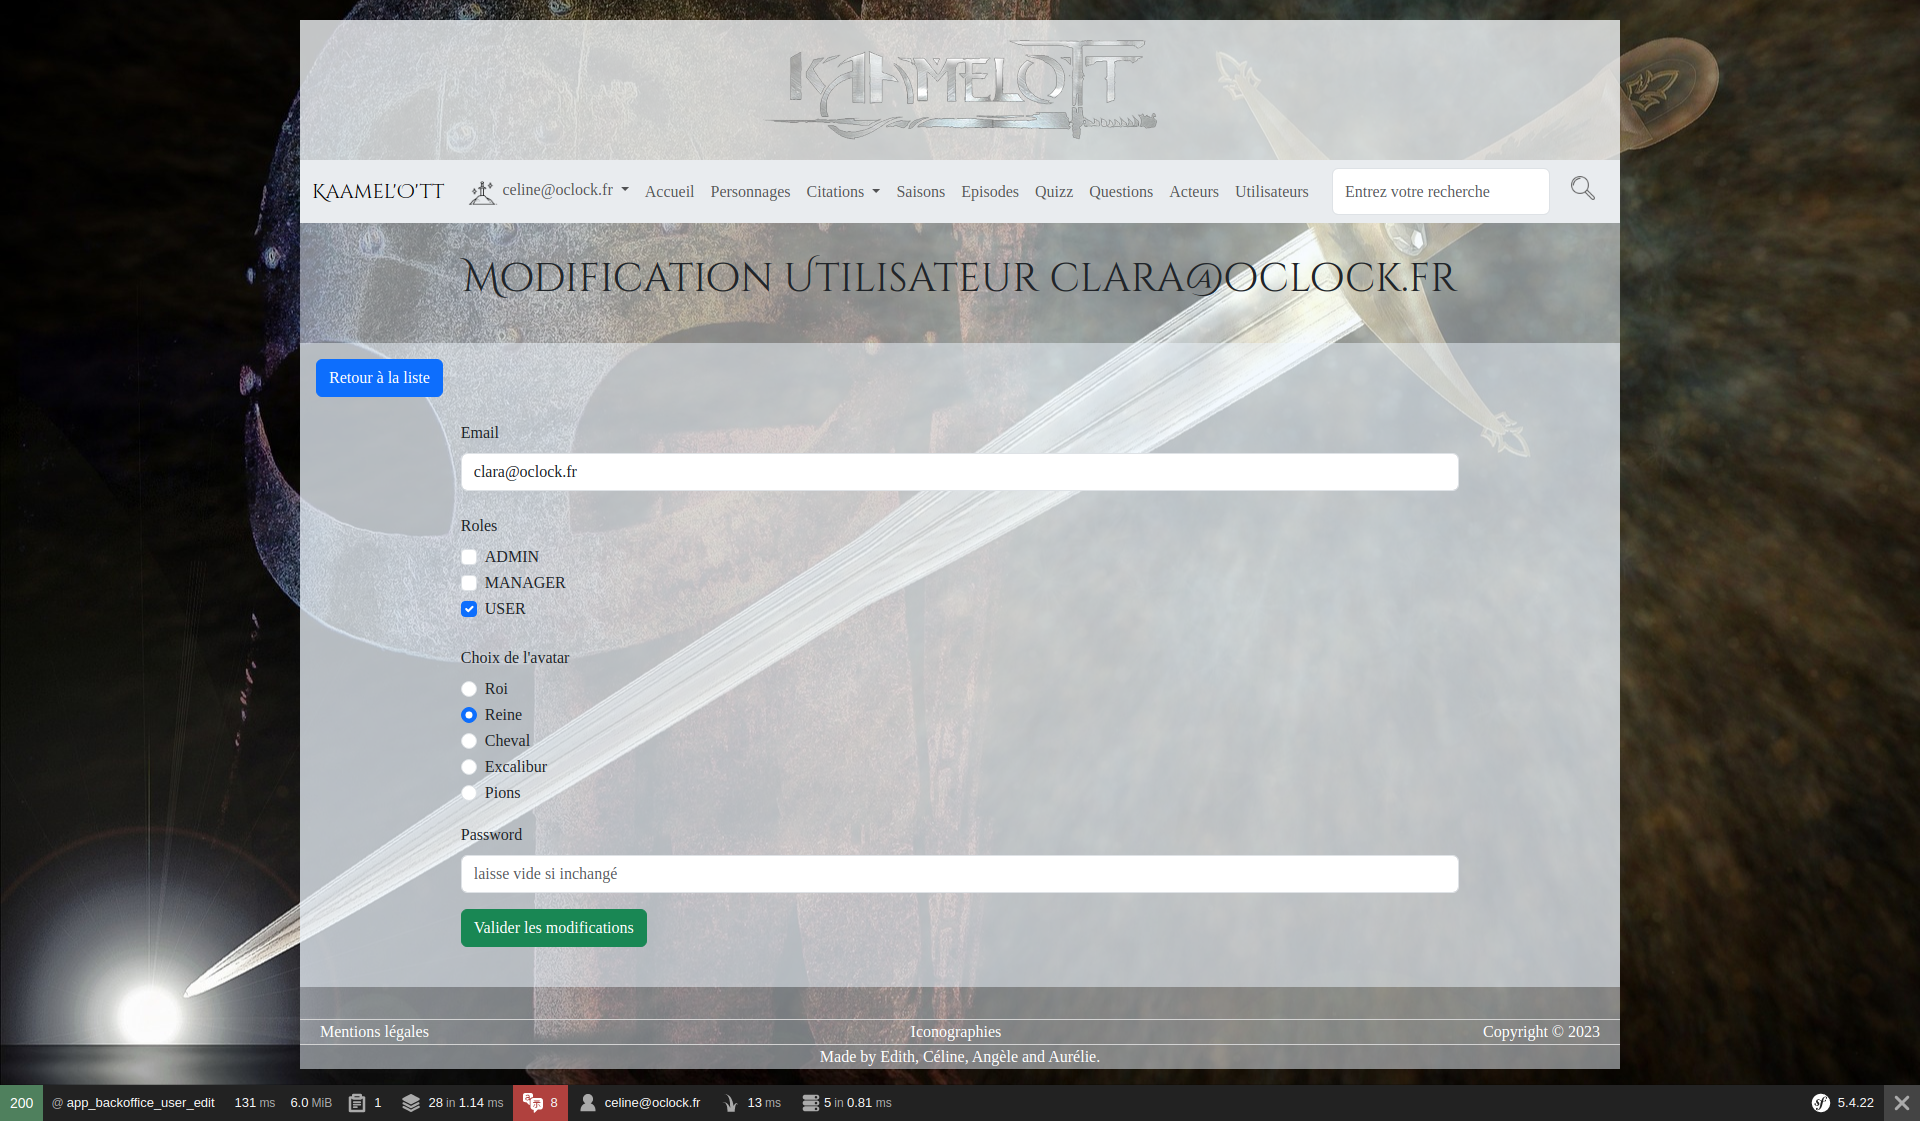 KAAMELOTT
KAAMEL'O'TT celine@oclock.fr Accueil Personnages Citations Saisons Episodes Quizz Questions Acteurs Utilisateurs Entrez votre recherche
Modification Utilisateur clara@oclock.fr
Retour à la liste
Email
clara@oclock.fr
Roles
ADMIN
MANAGER
USER
Choix de l'avatar
Roi
Reine
Cheval
Excalibur
Pions
Password
laisse vide si inchangé
Valider les modifications
Mentions légales Iconographies Copyright © 2023
Made by Edith, Céline, Angèle and Aurélie.
200 @ app_backoffice_user_edit 131 ms 6.0 MiB 1 28 in 1.14 ms 8 celine@oclock.fr 13 ms 5 in 0.81 ms sf 5.4.22